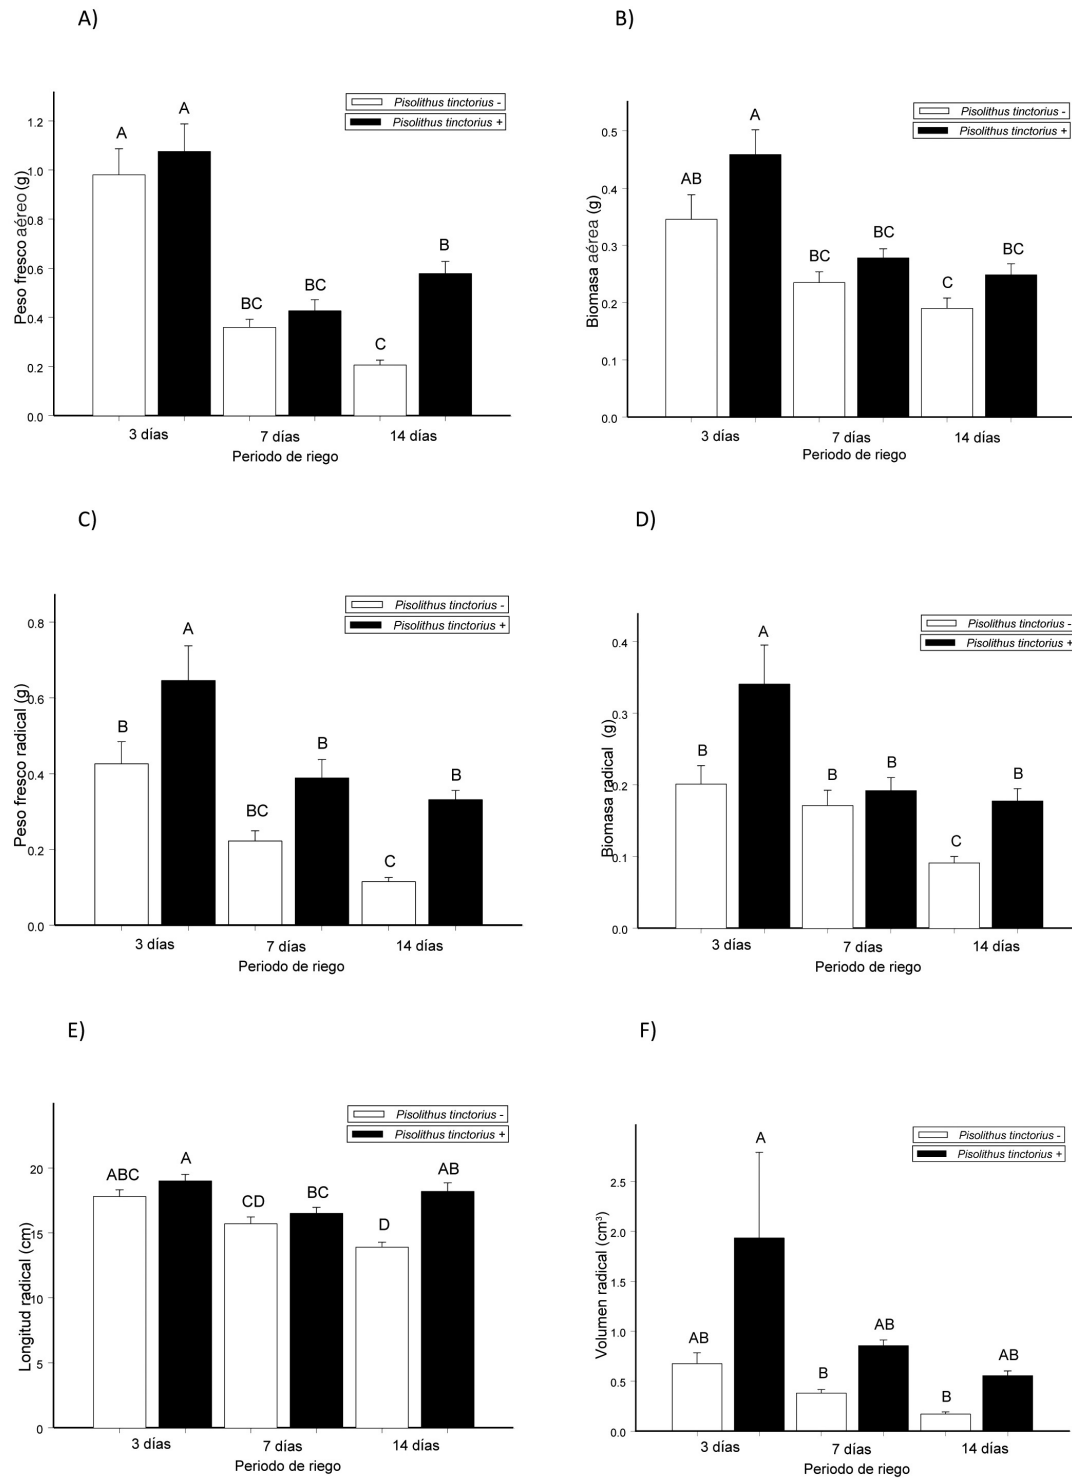 A)
Pisolithus tinctorius -
Pisolithus tinctorius +
Peso fresco aéreo (g)
1.2
1.0
0.8
0.6
0.4
0.2
0.0
A
A
BC
BC
C
B
3 días
7 días
14 días
Periodo de riego
B)
Pisolithus tinctorius -
Pisolithus tinctorius +
Biomasa aérea (g)
0.5
0.4
0.3
0.2
0.1
0.0
AB
A
BC
BC
C
BC
3 días
7 días
14 días
Periodo de riego
C)
Pisolithus tinctorius -
Pisolithus tinctorius +
Peso fresco radical (g)
0.8
0.6
0.4
0.2
0.0
B
A
BC
B
C
B
3 días
7 días
14 días
Periodo de riego
D)
Pisolithus tinctorius -
Pisolithus tinctorius +
Biomasa radical (g)
0.4
0.3
0.2
0.1
0.0
B
A
B
B
C
B
3 días
7 días
14 días
Periodo de riego
E)
Pisolithus tinctorius -
Pisolithus tinctorius +
Longitud radical (cm)
20
15
10
5
0
ABC
A
CD
BC
D
AB
3 días
7 días
14 días
Periodo de riego
F)
Pisolithus tinctorius -
Pisolithus tinctorius +
Volumen radical (cm³)
2.5
2.0
1.5
1.0
0.5
0.0
AB
A
B
AB
B
AB
3 días
7 días
14 días
Periodo de riego